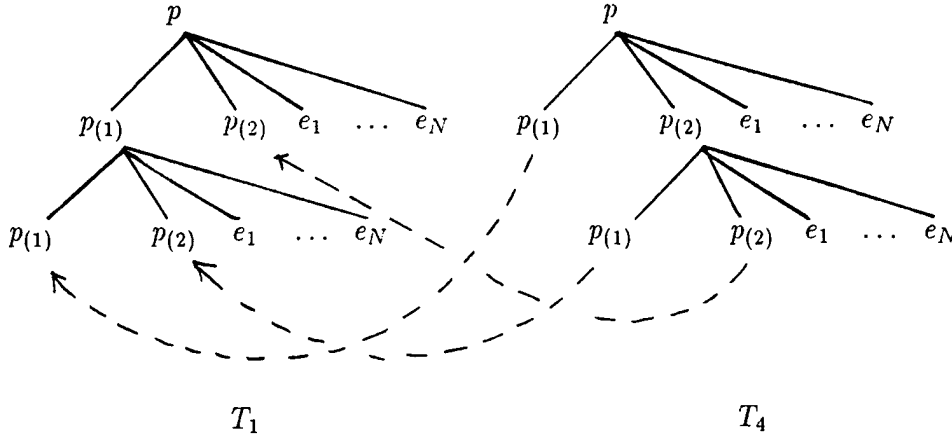 p p
p(1) p(2) e1 ... eN p(1) p(2) e1 ... eN
p(1) p(2) e1 ... eN p(1) p(2) e1 ... eN
T1 T4